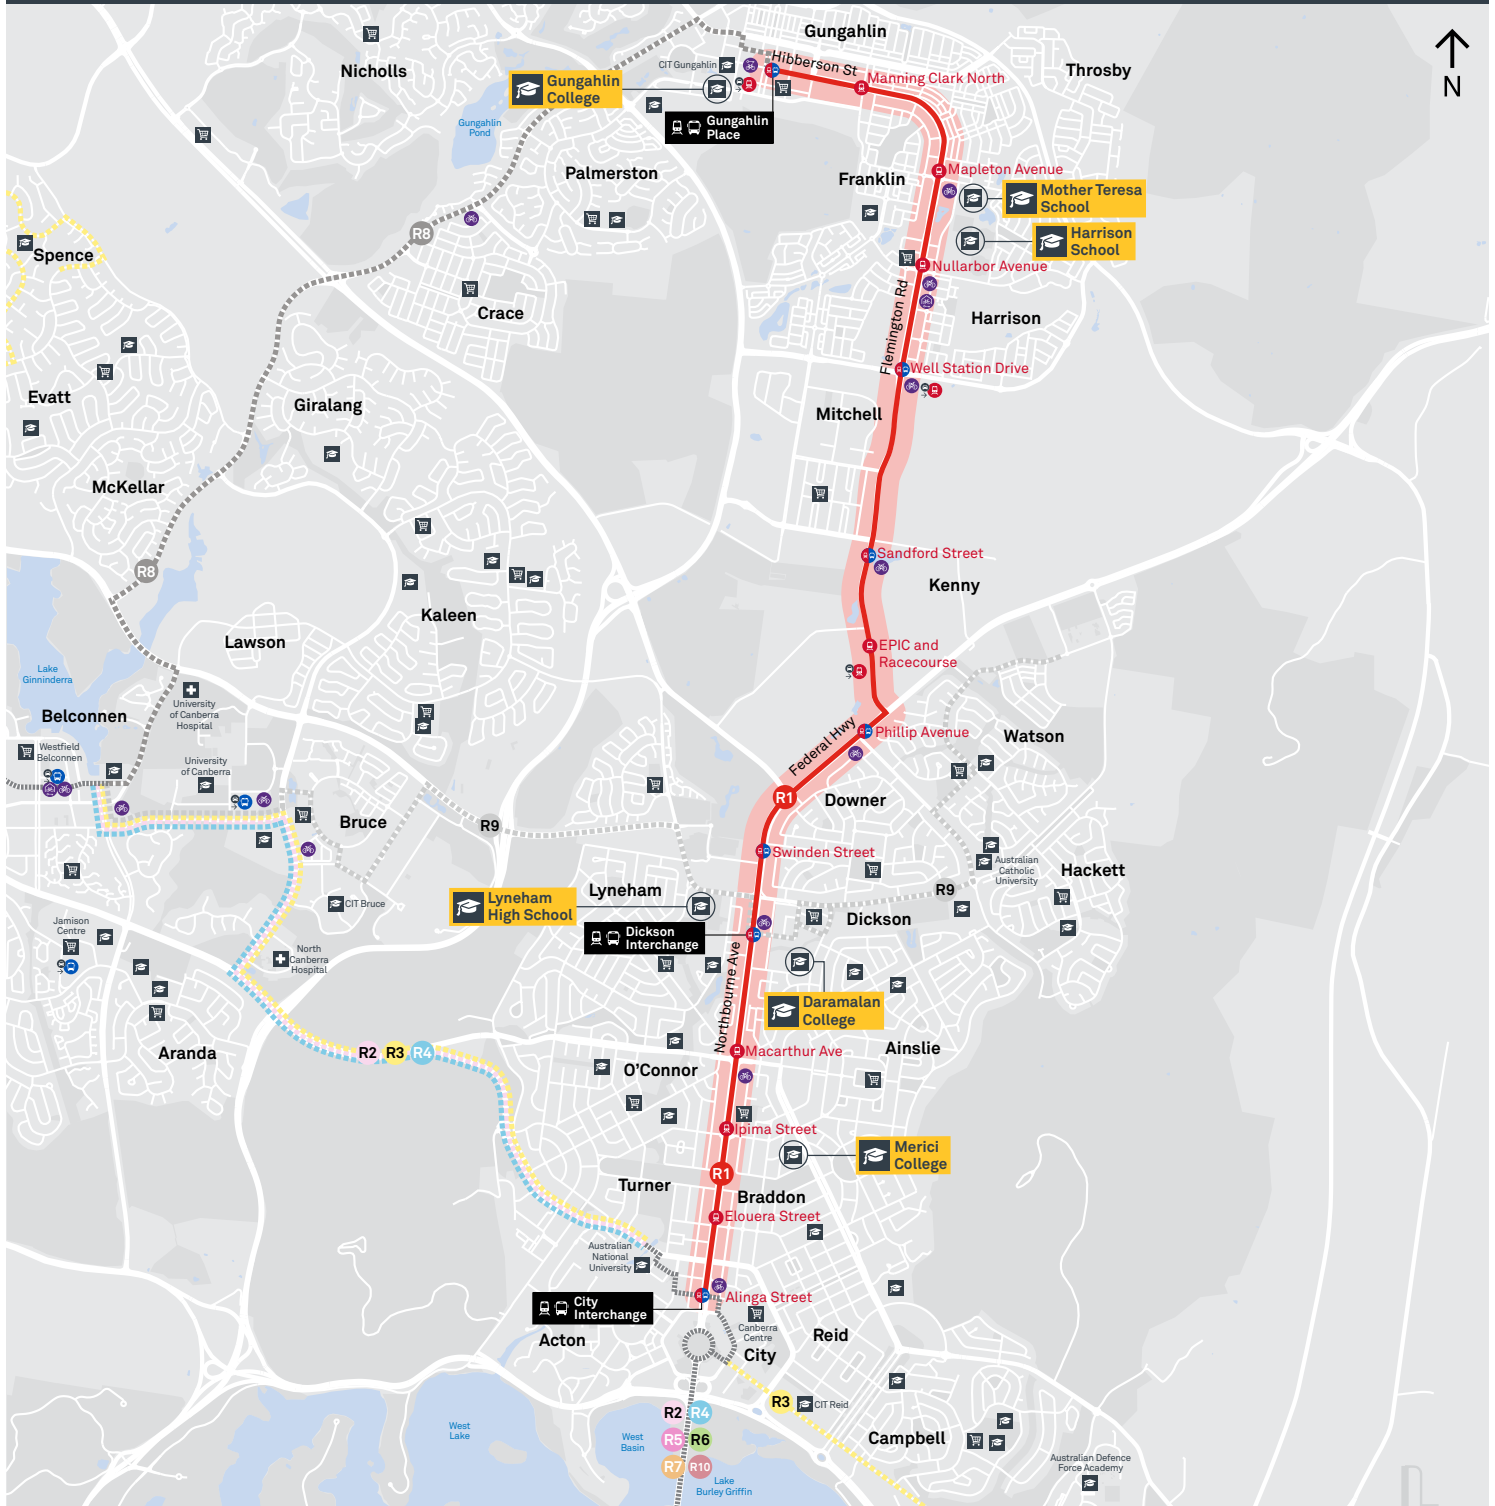 Gungahlin
Nicholls
CIT Gungahlin
Hibberson St
Throsby
Manning Clark North
Gungahlin
College
N
Gungahlin
Place
Gungahlin
Pond
Palmerston
Franklin
Mapleton Avenue
Mother Teresa
School
Harrison
School
R8
Spence
Nullarbor Avenue
Crace
Flemington Rd
Harrison
Well Station Drive
Evatt
Giralang
Mitchell
McKellar
Sandford Street
R8
Kenny
Kaleen
Lawson
EPIC and
Racecourse
Lake
Ginninderra
University
of Canberra
Hospital
Belconnen
Federal Hwy
Phillip Avenue
Watson
Westfield
Belconnen
University
of Canberra
R1
Downer
Bruce
R9
Swinden Street
Australian
Catholic
University
Hackett
Lyneham
High School
Lyneham
R9
CIT Bruce
Dickson
Jamison
Centre
Dickson
Interchange
North
Canberra
Hospital
Northbourne Ave
Daramalan
College
Aranda
R2
R3
R4
Macarthur Ave
Ainslie
O'Connor
Ipima Street
Merici
College
R1
Turner
Braddon
Elouera Street
Australian
National
University
City
Interchange
Alinga Street
Canberra
Centre
Acton
Reid
City
R3
CIT Reid
R2
R4
West
Lake
West
Basin
R5
R6
Campbell
R7
R10
Lake
Burley Griffin
Australian Defence
Force Academy